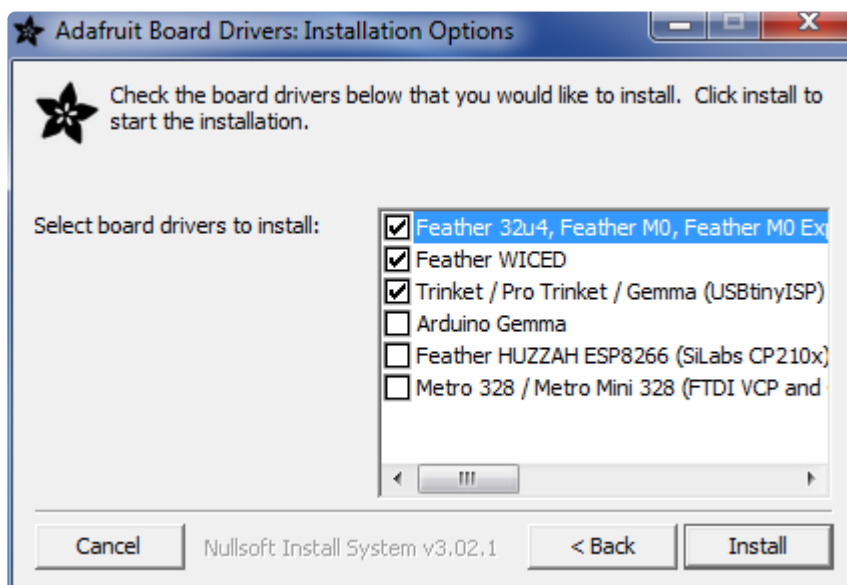 Adafruit Board Drivers: Installation Options
Check the board drivers below that you would like to install. Click install to
start the installation.
Select board drivers to install:
Feather 32u4, Feather M0, Feather M0
Feather WICED
Trinket / Pro Trinket / Gemma (USBtinyISP)
Arduino Gemma
Feather HUZZAH ESP8266 (SiLabs CP210x)
Metro 328 / Metro Mini 328 (FTDI VCP and
Cancel
Nullsoft Install System v3.02.1
< Back
Install